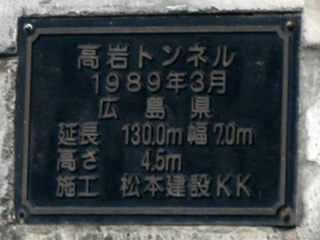 高岩トンネル
1989年3月
広島県
延長 130.0m 幅 7.0m
高さ 4.5m
施工 松本建設KK